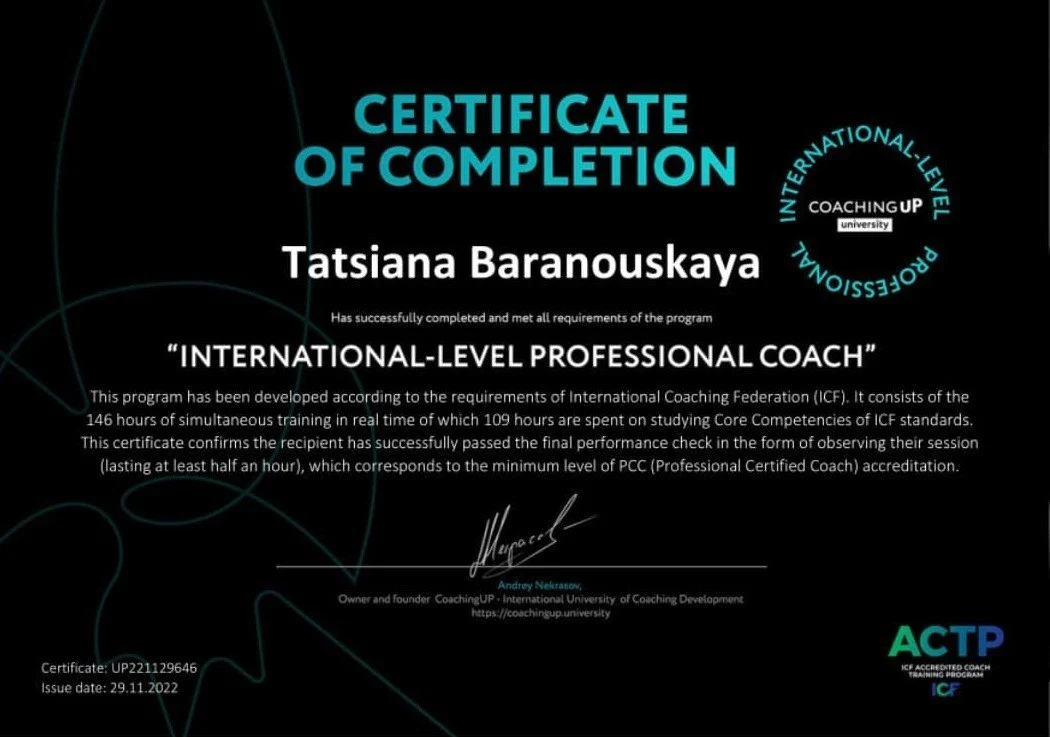 CERTIFICATE
OF COMPLETION
INTERNATIONAL-LEVEL
COACHINGUP
university
PROFESSIONAL
Tatsiana Baranouskaya
Has successfully completed and met all requirements of the program
“INTERNATIONAL-LEVEL PROFESSIONAL COACH”
This program has been developed according to the requirements of International Coaching Federation (ICF). It consists of the
146 hours of simultaneous training in real time of which 109 hours are spent on studying Core Competencies of ICF standards.
This certificate confirms the recipient has successfully passed the final performance check in the form of observing their session
(lasting at least half an hour), which corresponds to the minimum level of PCC (Professional Certified Coach) accreditation.
Andrey Nekrasov,
Owner and founder CoachingUP - International University of Coaching Development
https://coachingup.university
ACTP
ICF ACCREDITED COACH
TRAINING PROGRAM
ICF
Certificate: UP221129646
Issue date: 29.11.2022